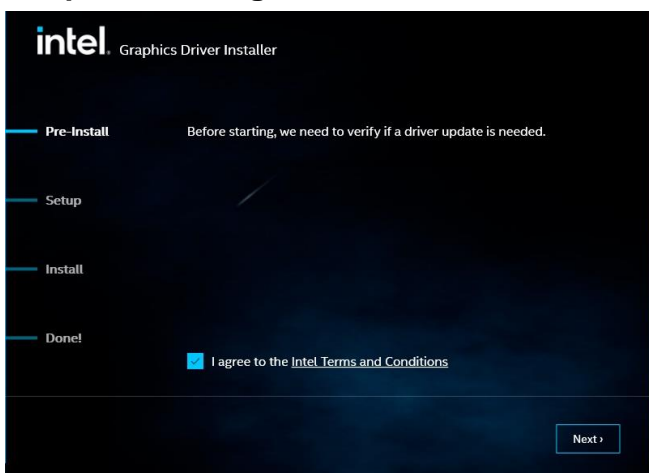 intel. Graphics Driver Installer
Pre-Install
Before starting, we need to verify if a driver update is needed.
Setup
Install
Done!
I agree to the Intel Terms and Conditions
Next ›